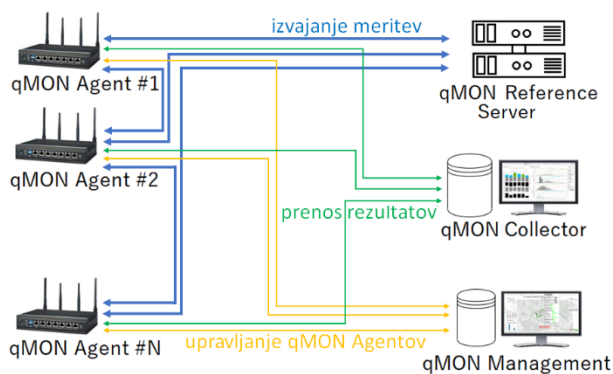 izvajanje meritev
qMON Agent #1
qMON Reference
Server
qMON Agent #2
prenos rezultatov
qMON Collector
qMON Agent #N
upravljanje qMON Agentov
qMON Management